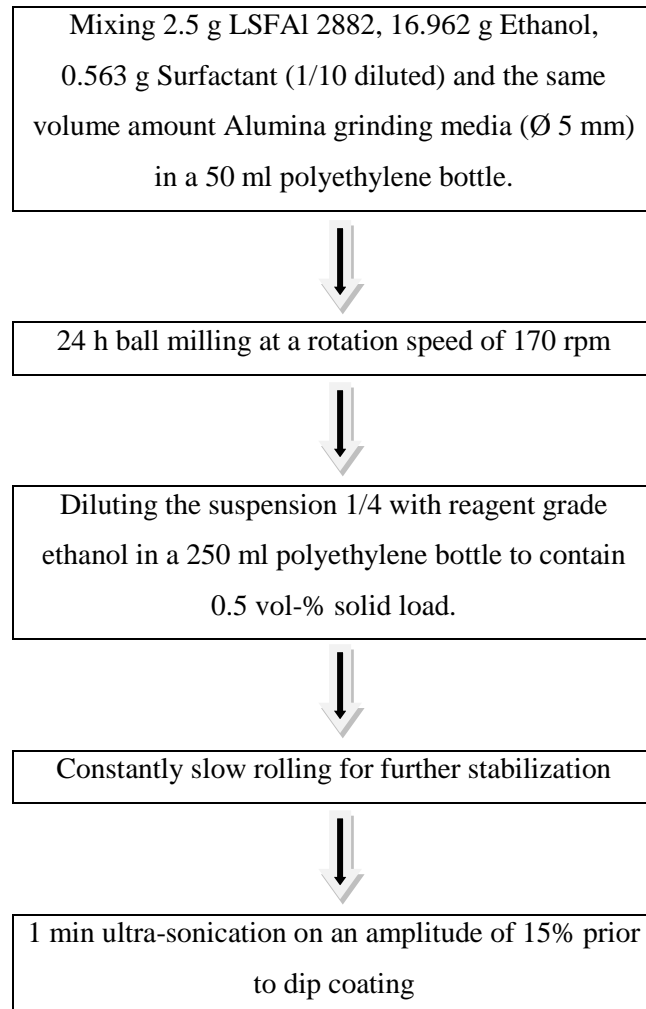 Mixing 2.5 g LSFAl 2882, 16.962 g Ethanol,
0.563 g Surfactant (1/10 diluted) and the same
volume amount Alumina grinding media (Ø 5 mm)
in a 50 ml polyethylene bottle.
24 h ball milling at a rotation speed of 170 rpm
Diluting the suspension 1/4 with reagent grade
ethanol in a 250 ml polyethylene bottle to contain
0.5 vol-% solid load.
Constantly slow rolling for further stabilization
1 min ultra-sonication on an amplitude of 15% prior
to dip coating